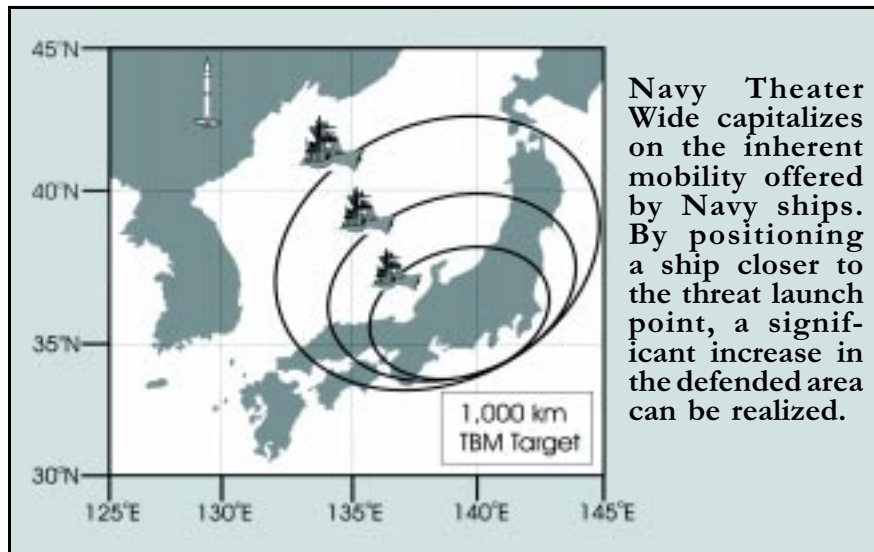 45°N
40°N
35°N
30°N
125°E 130°E 135°E 140°E 145°E
1,000 km
TBM Target
Navy Theater
Wide capitalizes
on the inherent
mobility offered
by Navy ships.
By positioning
a ship closer to
the threat launch
point, a signif-
icant increase in
the defended area
can be realized.